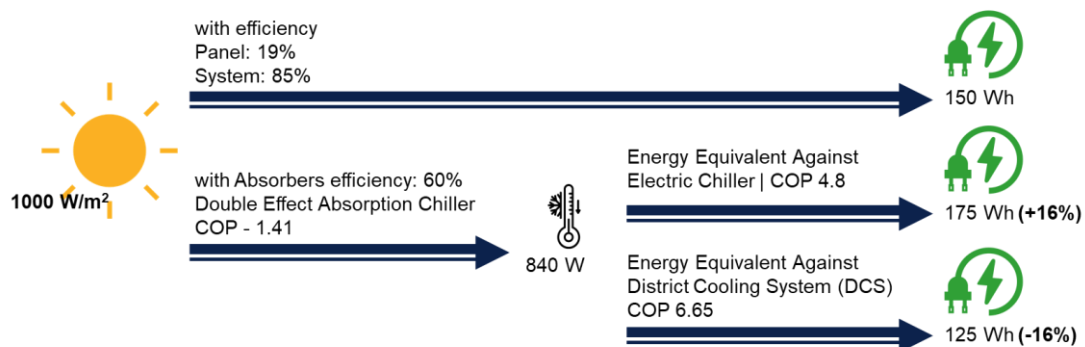 with efficiency
Panel: 19%
System: 85%
150 Wh
1000 W/m²
with Absorbers efficiency: 60%
Double Effect Absorption Chiller
COP - 1.41
840 W
Energy Equivalent Against
Electric Chiller | COP 4.8
175 Wh (+16%)
Energy Equivalent Against
District Cooling System (DCS)
COP 6.65
125 Wh (-16%)